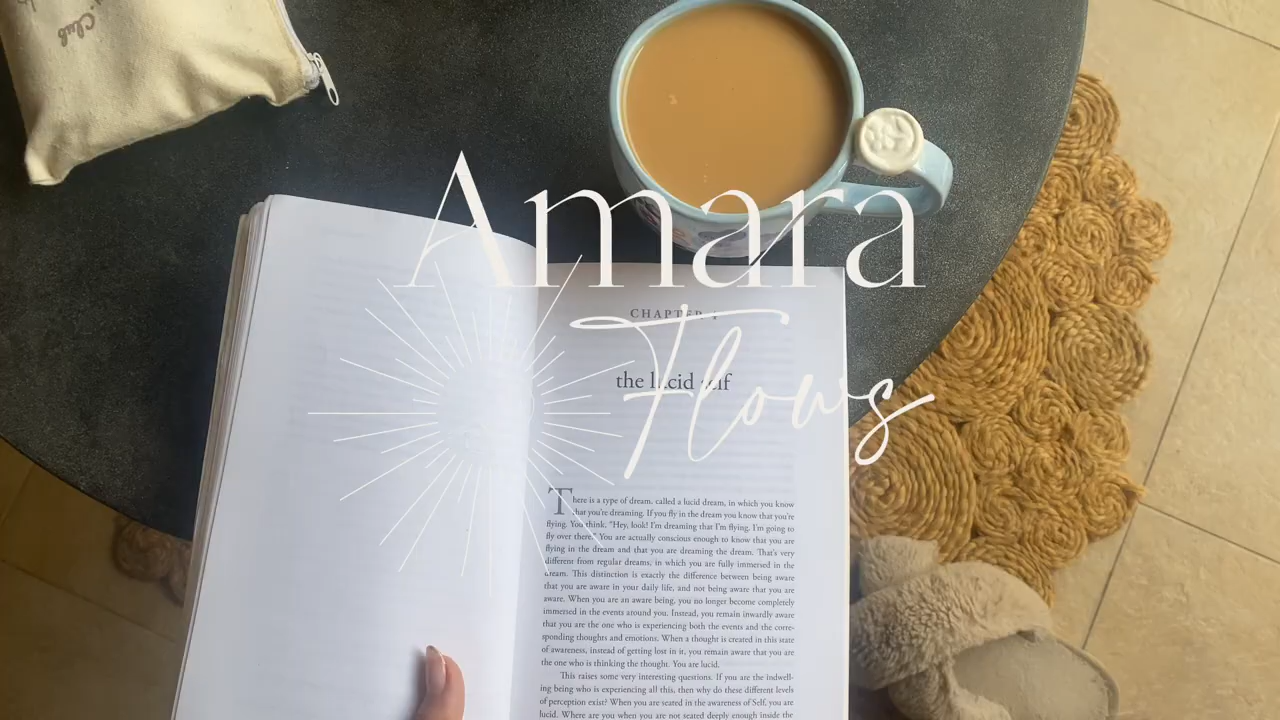 Club
Amara
Flows
CHAPTER 4
the lucid self
There is a type of dream, called a lucid dream, in which you know
that you're dreaming. If you fly in the dream you know that you're
flying. You think, "Hey, look! I'm dreaming that I'm flying. I'm going to
fly over there." You are actually conscious enough to know that you are
flying in the dream and that you are dreaming the dream. That's very
different from regular dreams, in which you are fully immersed in the
dream. This distinction is exactly the difference between being aware
that you are aware in your daily life, and not being aware that you are
aware. When you are an aware being, you no longer become completely
immersed in the events around you. Instead, you remain inwardly aware
that you are the one who is experiencing both the events and the corre-
sponding thoughts and emotions. When a thought is created in this state
of awareness, instead of getting lost in it, you remain aware that you are
the one who is thinking the thought. You are lucid.
This raises some very interesting questions. If you are the indwell-
ing being who is experiencing all this, then why do these different levels
of perception exist? When you are seated in the awareness of Self, you are
lucid. Where are you when you are not seated deeply enough inside the